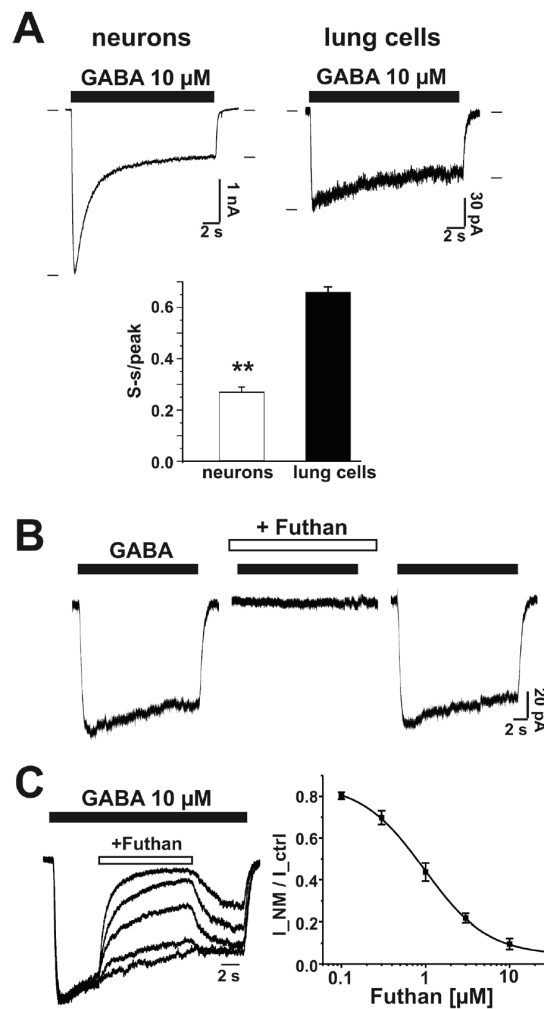 A
neurons
lung cells
GABA 10 µM
GABA 10 µM
1 nA
2 s
30 pA
2 s
S-s/peak
0.6
0.4
0.2
0.0
**
neurons
lung cells
B
+ Futhan
GABA
20 pA
2 s
C
GABA 10 µM
+Futhan
2 s
I_NM / I_ctrl
0.8
0.6
0.4
0.2
0.0
0.1
1
10
Futhan [µM]